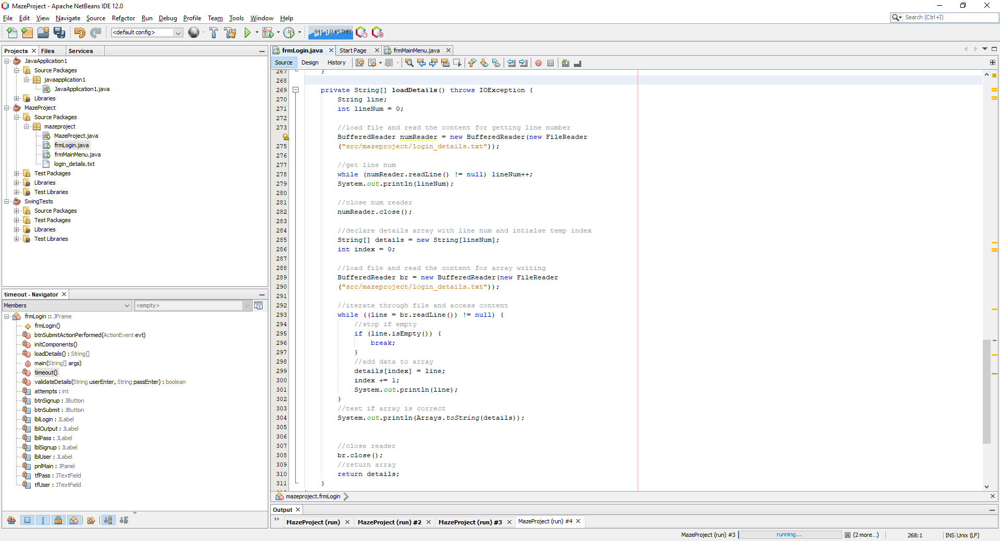 MazeProject - Apache NetBeans IDE 12.0
File Edit View Navigate Source Refactor Run Debug Profile Team Tools Window Help
Search (Ctrl+I)
<default config>
941.1/1457MB
Projects Files Services
JavaApplication1
Source Packages
javaapplication1
JavaApplication1.java
Libraries
MazeProject
Source Packages
mazeproject
MazeProject.java
frmLogin.java
frmMainMenu.java
login_details.txt
Test Packages
Libraries
Test Libraries
SwingTests
Source Packages
Test Packages
Libraries
Test Libraries
timeout - Navigator
Members
<empty>
frmLogin :: JFrame
frmLogin()
btnSubmitActionPerformed(ActionEvent evt)
initComponents()
loadDetails() : String[]
main(String[] args)
timeout()
validateDetails(String userEnter, String passEnter) : boolean
attempts : int
btnSignup : JButton
btnSubmit : JButton
lblLogin : JLabel
lblOutput : JLabel
lblPass : JLabel
lblSignup : JLabel
lblUser : JLabel
pnlMain : JPanel
tfPass : JTextField
tfUser : JTextField
frmLogin.java Start Page frmMainMenu.java
Source Design History
267 }
268
269 private String[] loadDetails() throws IOException {
270 String line;
271 int lineNum = 0;
272
273 //load file and read the content for getting line number
BufferedReader numReader = new BufferedReader(new FileReader
275 ("src/mazeproject/login_details.txt"));
276
277 //get line num
278 while (numReader.readLine() != null) lineNum++;
279 System.out.println(lineNum);
280
281 //close num reader
282 numReader.close();
283
284 //declare details array with line num and intialse temp index
285 String[] details = new String[lineNum];
286 int index = 0;
287
288 //load file and read the content for array writing
289 BufferedReader br = new BufferedReader(new FileReader
290 ("src/mazeproject/login_details.txt"));
291
292 //iterate through file and access content
293 while ((line = br.readLine()) != null) {
294 //stop if empty
295 if (line.isEmpty()) {
296 break;
297 }
298 //add data to array
299 details[index] = line;
300 index += 1;
301 System.out.println(line);
302 }
303 //test if array is correct
304 System.out.println(Arrays.toString(details));
305
306
307 //close reader
308 br.close();
309 //return array
310 return details;
311 }
mazeproject.frmLogin
Output
MazeProject (run) MazeProject (run) #2 MazeProject (run) #3 MazeProject (run) #4
MazeProject (run) #3 running... (2 more...) 268:1 INS Unix (LF)